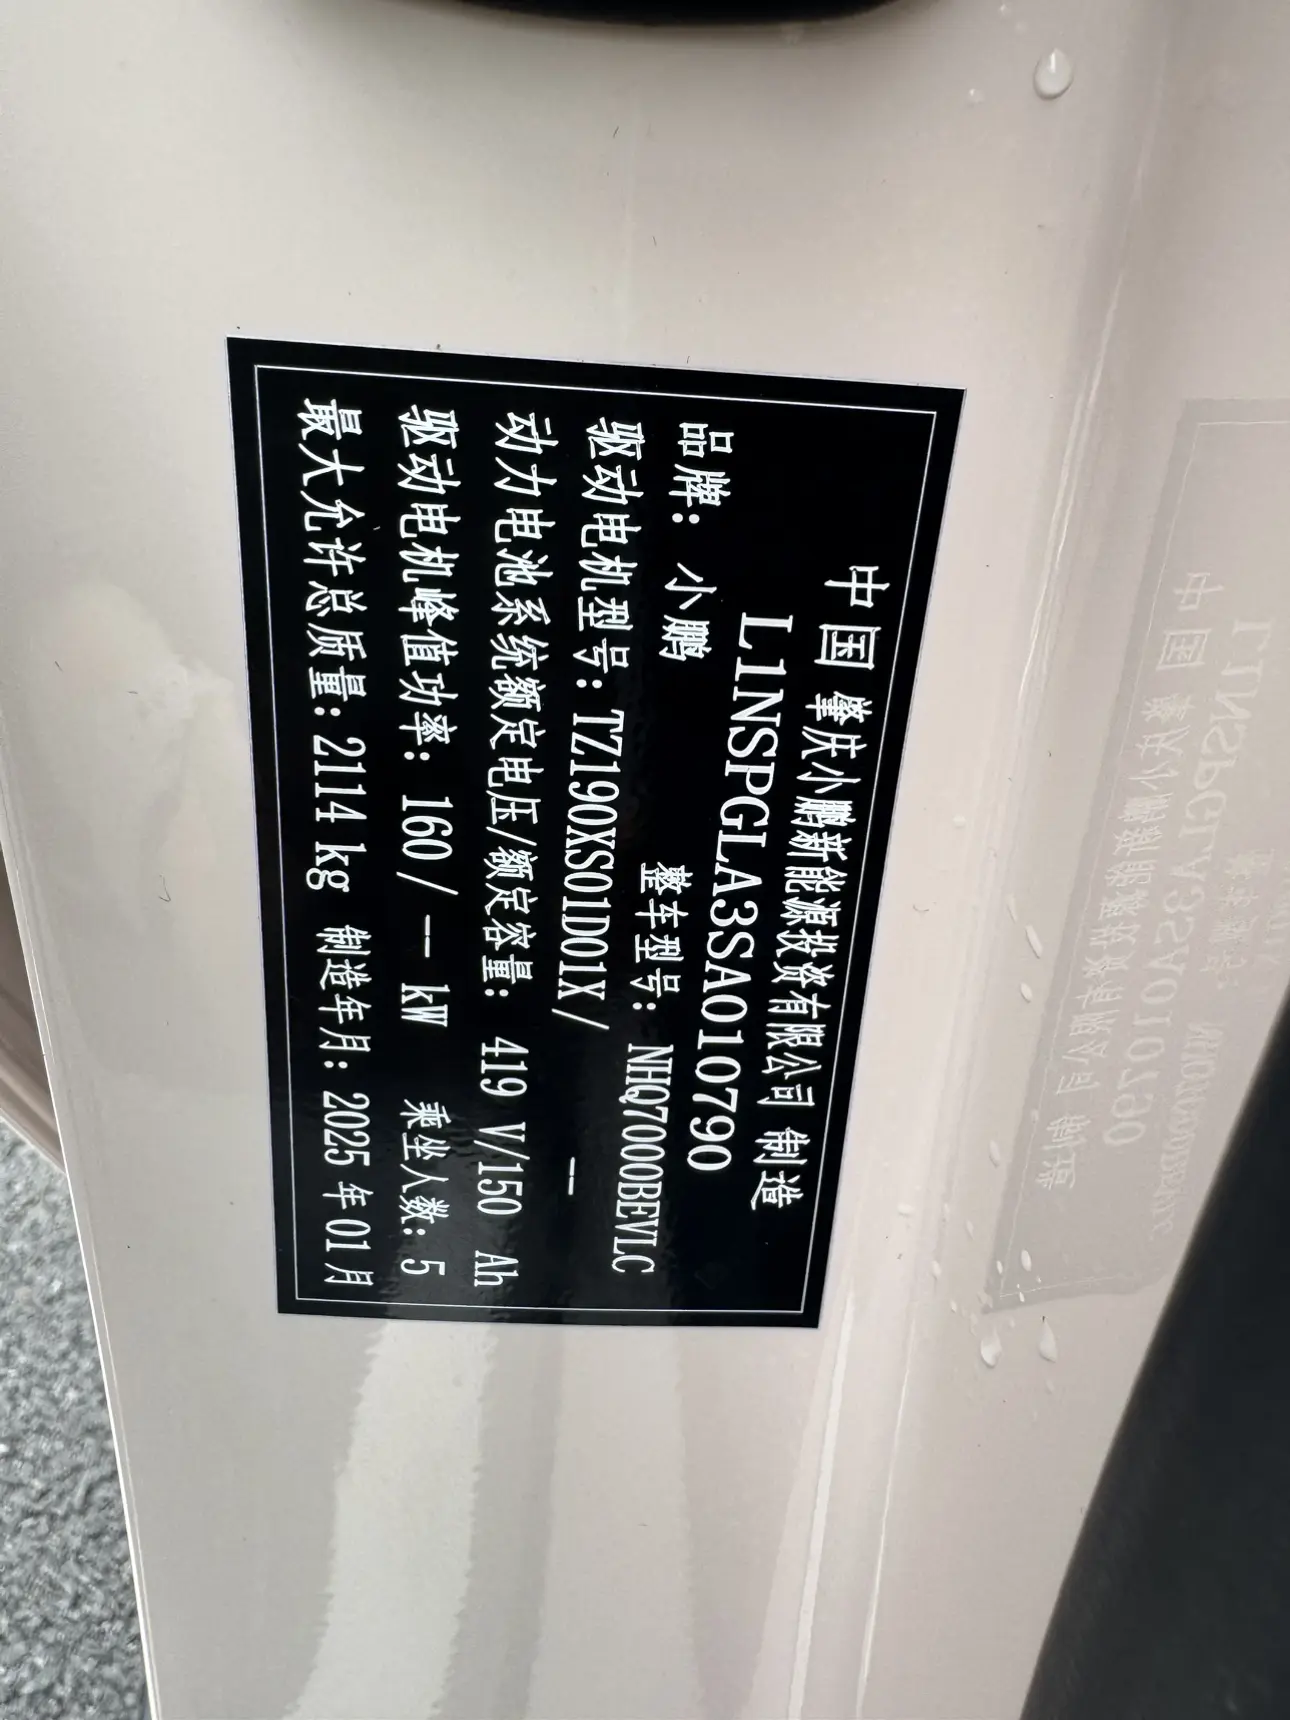 中国 肇庆小鹏新能源投资有限公司 制造
L1NSPGLA3SA010790
品牌: 小鹏 整车型号: NHQ7000BEVLC
驱动电机型号: TZ190XS01D01X / --
动力电池系统额定电压/额定容量: 419 V/150 Ah
驱动电机峰值功率: 160 / -- kW 乘坐人数: 5
最大允许总质量: 2114 kg 制造年月: 2025 年 01 月